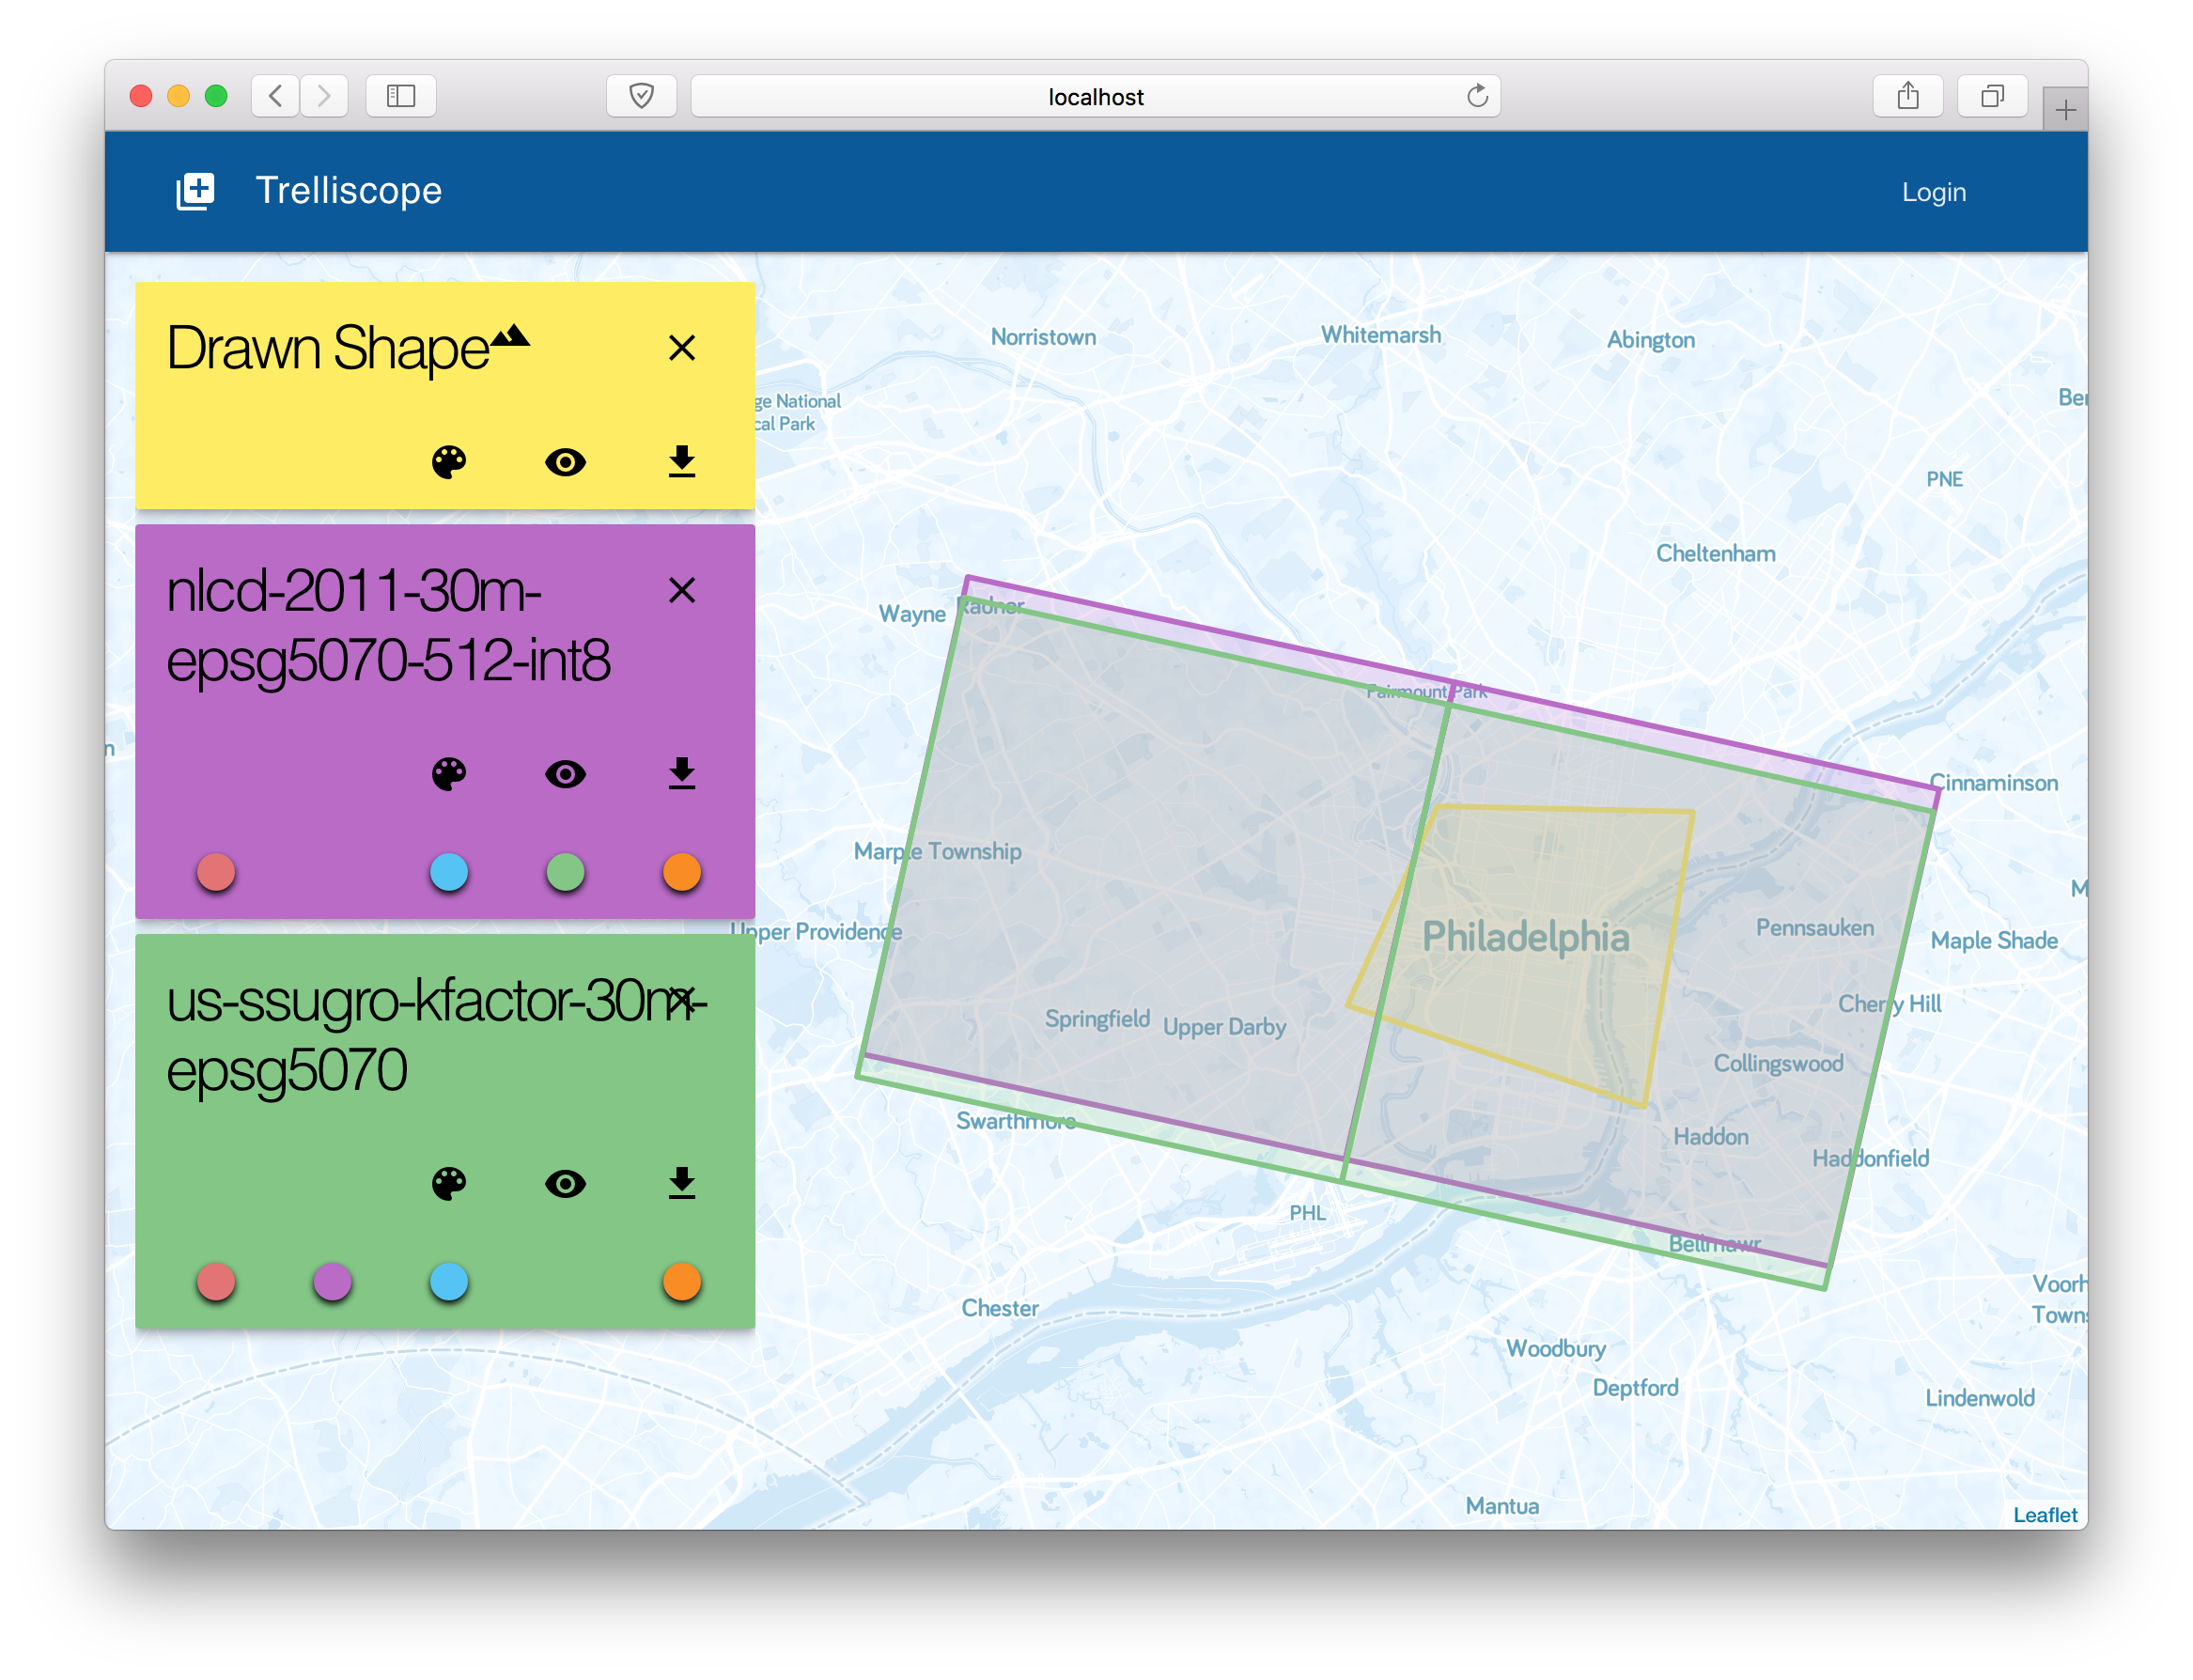 localhost
Trelliscope
Login
Drawn Shape
nlcd-2011-30m-
epsg5070-512-int8
us-ssugro-kfactor-30m-
epsg5070
Norristown
Whitemarsh
Abington
ge National
cal Park
Ber
PNE
Cheltenham
Wayne
Radnor
Fairmount Park
Cinnaminson
Marple Township
M
Upper Providence
Philadelphia
Pennsauken
Maple Shade
Springfield
Upper Darby
Cherry Hill
Collingswood
Swarthmore
Haddon
Haddonfield
PHL
Bellmawr
Chester
Voorh
Towns
Woodbury
Deptford
Lindenwold
Mantua
Leaflet